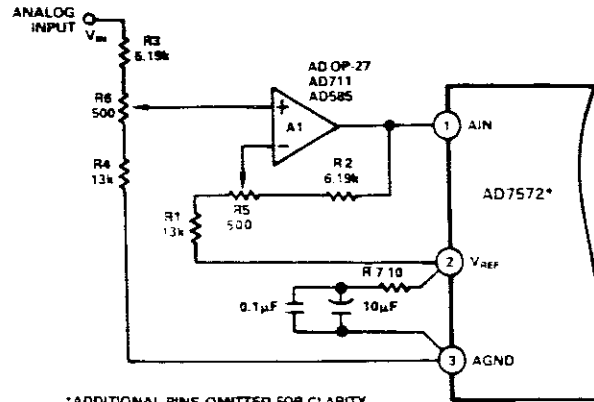 ANALOG
INPUT
VIN
R3
6.19k
R6
500
R4
13k
AD OP-27
AD711
AD585
+
A1
−
R2
6.19k
R5
500
R1
13k
1
AIN
AD7572*
2
VREF
R7 10
0.1µF
10µF
3
AGND
*ADDITIONAL PINS OMITTED FOR CLARITY